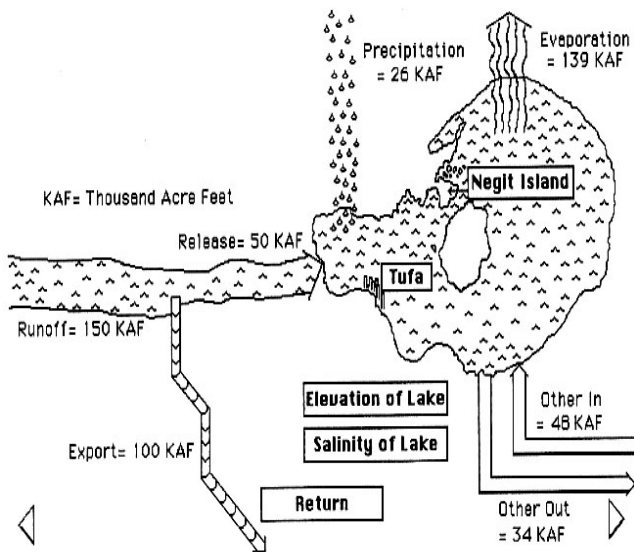 Precipitation
= 26 KAF
Evaporation
= 139 KAF
Negit Island
KAF= Thousand Acre Feet
Release= 50 KAF
Tufa
Runoff= 150 KAF
Elevation of Lake
Other In
= 48 KAF
Salinity of Lake
Export= 100 KAF
Return
Other Out
= 34 KAF